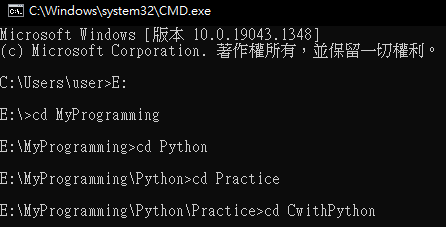 C:\Windows\system32\CMD.exe
Microsoft Windows [版本 10.0.19043.1348]
(c) Microsoft Corporation. 著作權所有，並保留一切權利。
C:\Users\user>E:
E:\>cd MyProgramming
E:\MyProgramming>cd Python
E:\MyProgramming\Python>cd Practice
E:\MyProgramming\Python\Practice>cd CwithPython